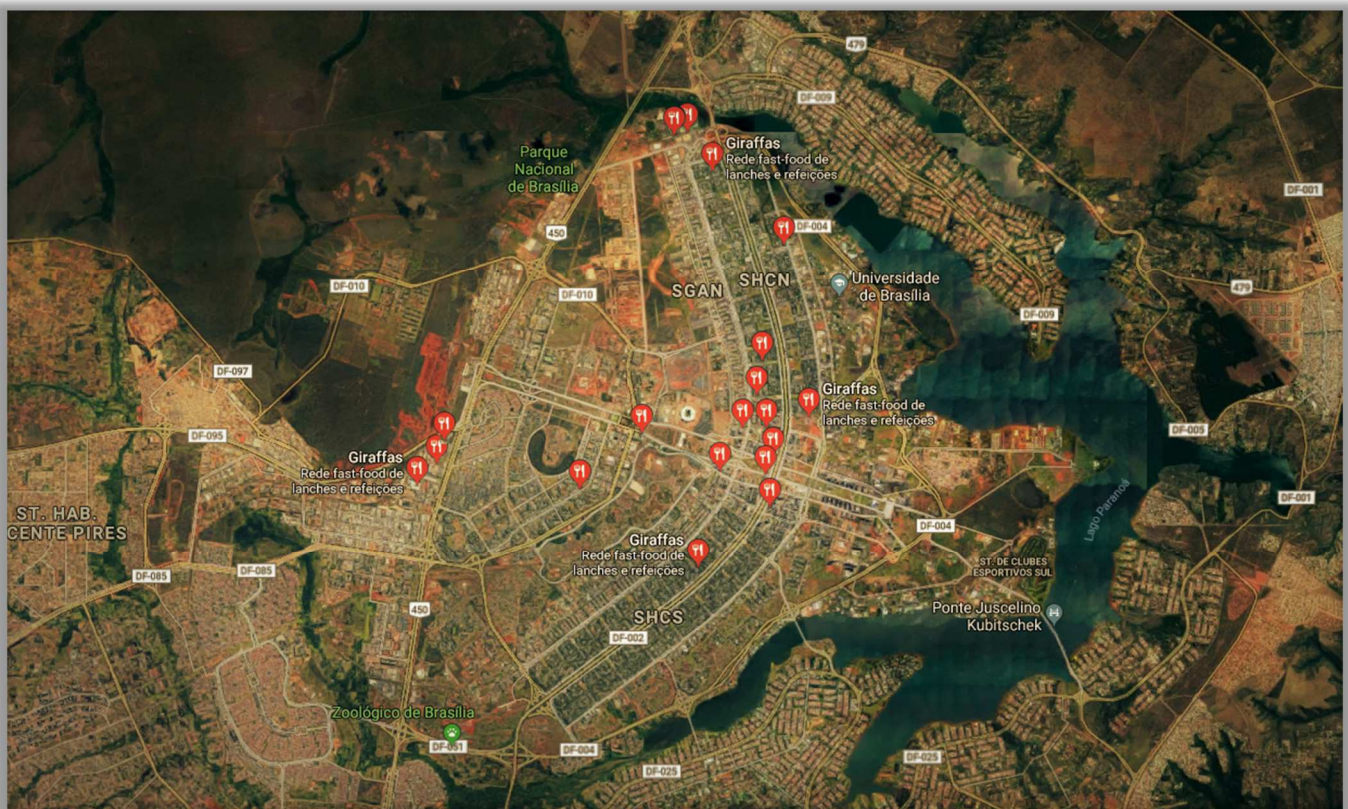 479
DF-009
Giraffas
Rede fast-food de
lanches e refeições
Parque
Nacional
de Brasília
DF-001
DF-004
450
SHCN
SGAN
Universidade
de Brasília
DF-010
DF-010
479
DF-009
DF-097
Giraffas
Rede fast-food de
lanches e refeições
DF-095
DF-005
Giraffas
Rede fast-food de
lanches e refeições
DF-001
Lago Paranoá
ST. HAB.
CENTE PIRES
DF-004
Giraffas
Rede fast-food de
lanches e refeições
ST. DE CLUBES
ESPORTIVOS SUL
DF-085
DF-085
450
SHCS
Ponte Juscelino
Kubitschek
DF-002
Zoológico de Brasília
DF-051
DF-004
DF-025
DF-025